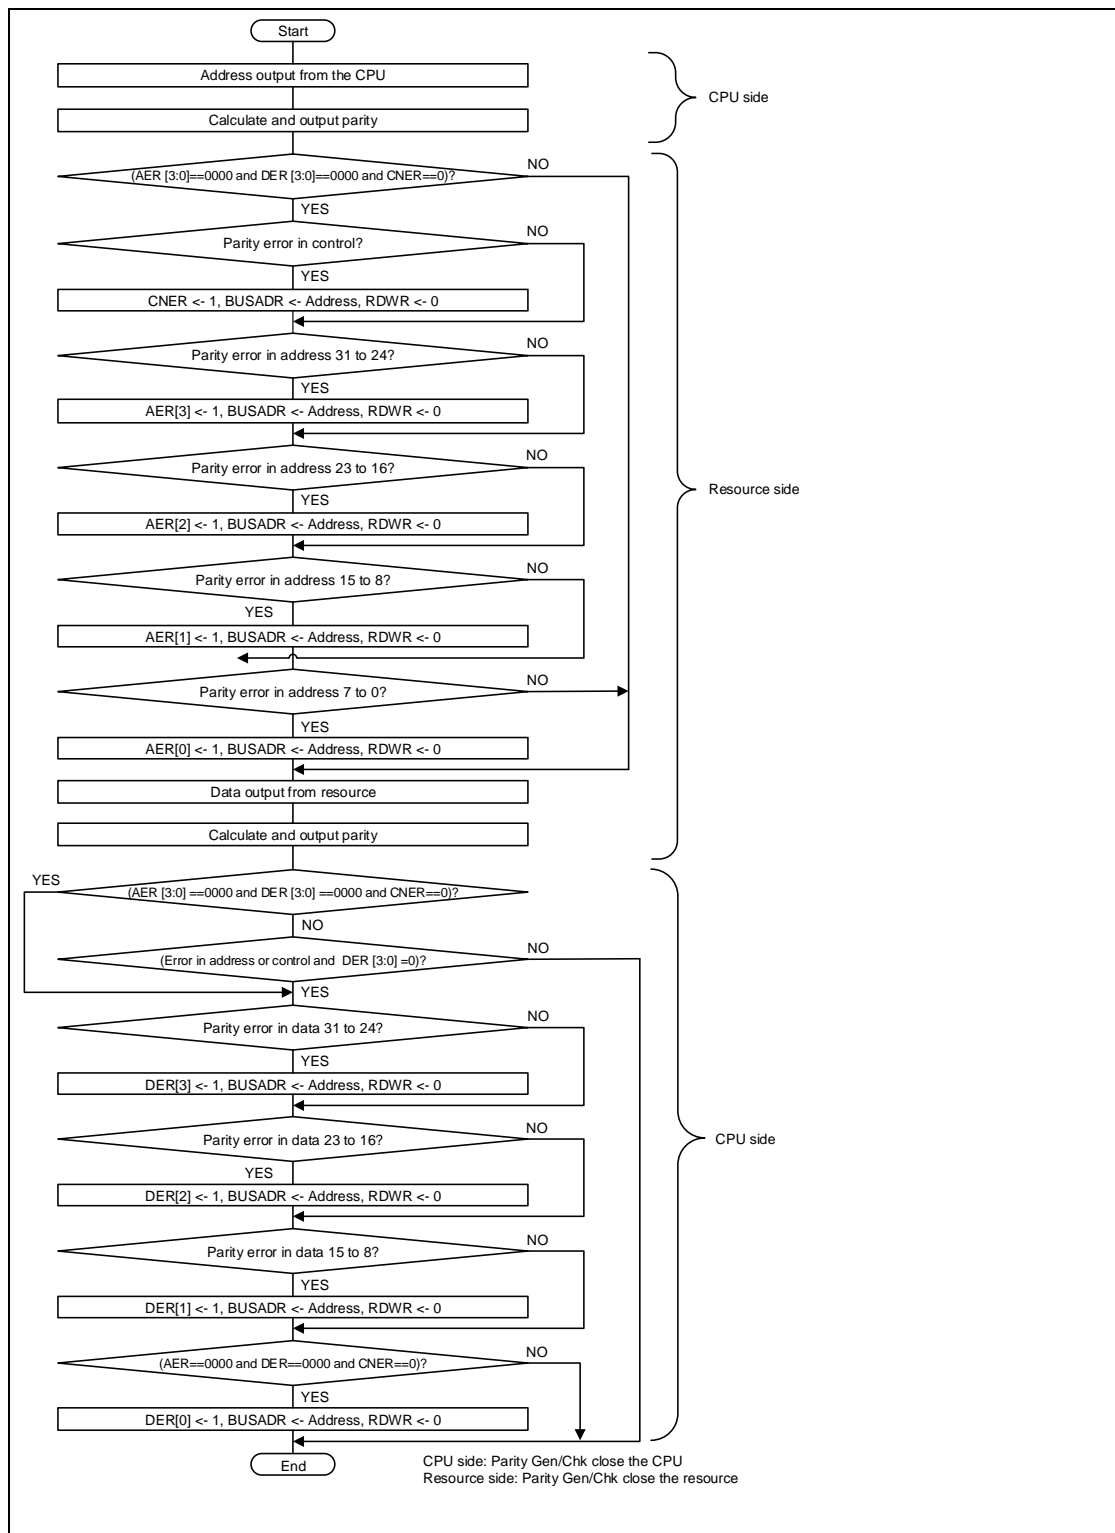 Start
Address output from the CPU
CPU side
Calculate and output parity
NO
(AER [3:0]==0000 and DER [3:0]==0000 and CNER==0)?
YES
NO
Parity error in control?
YES
CNER <- 1, BUSADR <- Address, RDWR <- 0
NO
Parity error in address 31 to 24?
YES
AER[3] <- 1, BUSADR <- Address, RDWR <- 0
NO
Parity error in address 23 to 16?
Resource side
YES
AER[2] <- 1, BUSADR <- Address, RDWR <- 0
NO
Parity error in address 15 to 8?
YES
AER[1] <- 1, BUSADR <- Address, RDWR <- 0
NO
Parity error in address 7 to 0?
YES
AER[0] <- 1, BUSADR <- Address, RDWR <- 0
Data output from resource
Calculate and output parity
YES
(AER [3:0] ==0000 and DER [3:0] ==0000 and CNER==0)?
NO
NO
(Error in address or control and DER [3:0] =0)?
YES
NO
Parity error in data 31 to 24?
YES
DER[3] <- 1, BUSADR <- Address, RDWR <- 0
NO
Parity error in data 23 to 16?
CPU side
YES
DER[2] <- 1, BUSADR <- Address, RDWR <- 0
NO
Parity error in data 15 to 8?
YES
DER[1] <- 1, BUSADR <- Address, RDWR <- 0
NO
(AER==0000 and DER==0000 and CNER==0)?
YES
DER[0] <- 1, BUSADR <- Address, RDWR <- 0
End
CPU side: Parity Gen/Chk close the CPU
Resource side: Parity Gen/Chk close the resource